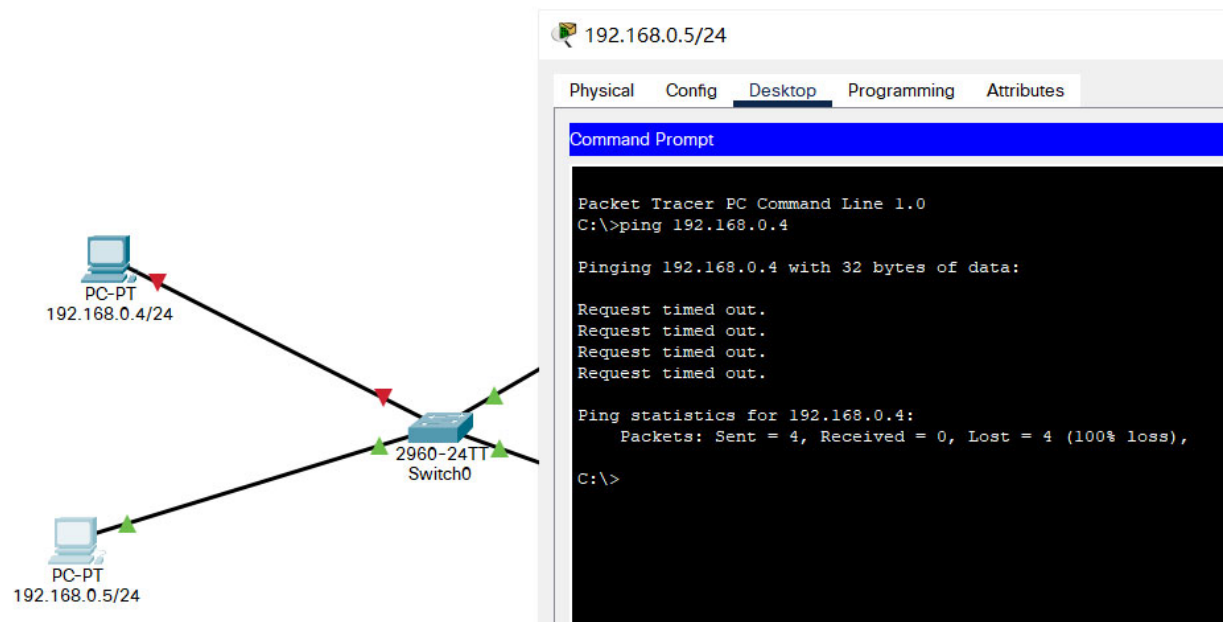 192.168.0.5/24
Physical Config Desktop Programming Attributes
Command Prompt
Packet Tracer PC Command Line 1.0
C:\>ping 192.168.0.4
Pinging 192.168.0.4 with 32 bytes of data:
Request timed out.
Request timed out.
Request timed out.
Request timed out.
Ping statistics for 192.168.0.4:
Packets: Sent = 4, Received = 0, Lost = 4 (100% loss),
C:\>
PC-PT
192.168.0.4/24
2960-24TT
Switch0
PC-PT
192.168.0.5/24